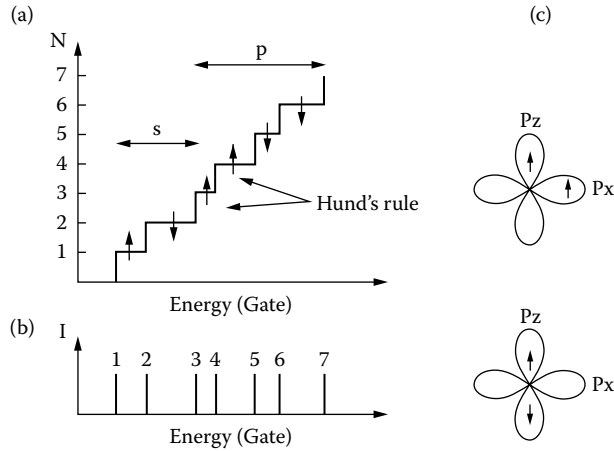 (a)
N
7
6
5
4
3
2
1
s
p
Hund's rule
Energy (Gate)
(b)
I
1 2 3 4 5 6 7
Energy (Gate)
(c)
Pz
Px
Pz
Px